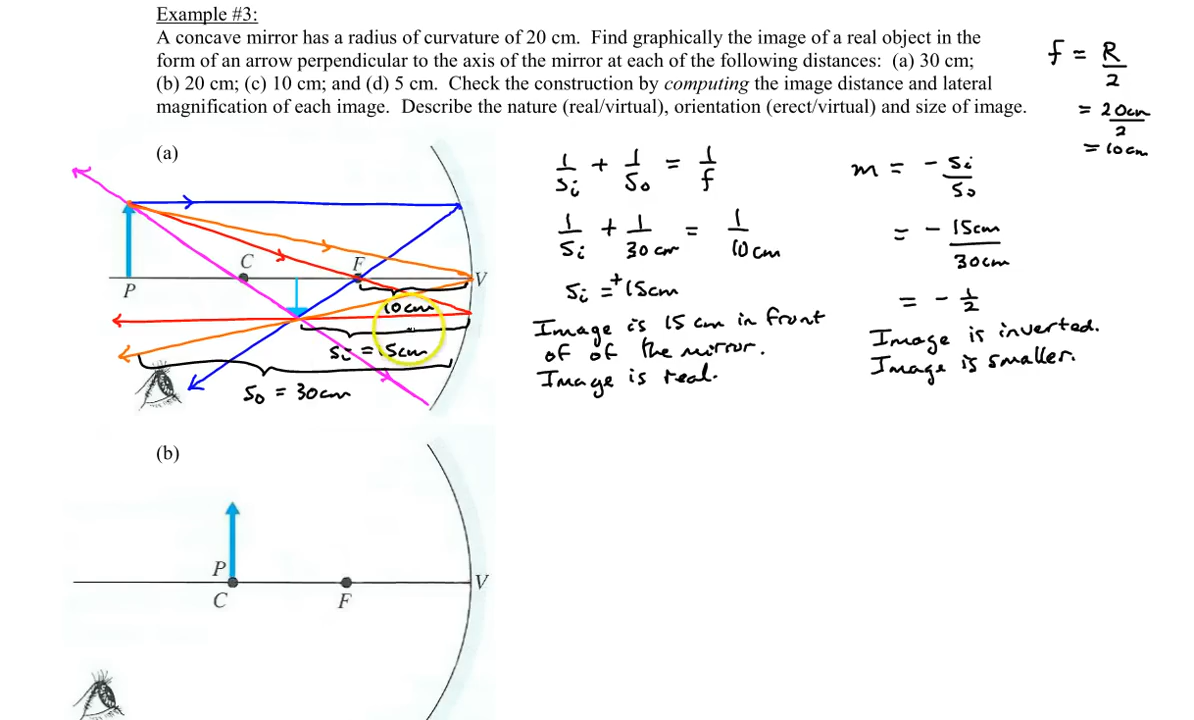 Example #3:
A concave mirror has a radius of curvature of 20 cm. Find graphically the image of a real object in the
form of an arrow perpendicular to the axis of the mirror at each of the following distances: (a) 30 cm;
(b) 20 cm; (c) 10 cm; and (d) 5 cm. Check the construction by computing the image distance and lateral
magnification of each image. Describe the nature (real/virtual), orientation (erect/virtual) and size of image.
f = R/2
= 20cm/2
= 10cm
(a)
C
F
V
P
10cm
si = 15cm
so = 30cm
1/si + 1/so = 1/f
1/si + 1/30 cm = 1/10 cm
si = +15cm
Image is 15 cm in front
of of the mirror.
Image is real.
m = - si/so
= - 15cm/30cm
= - 1/2
Image is inverted.
Image is smaller.
(b)
P
C
F
V